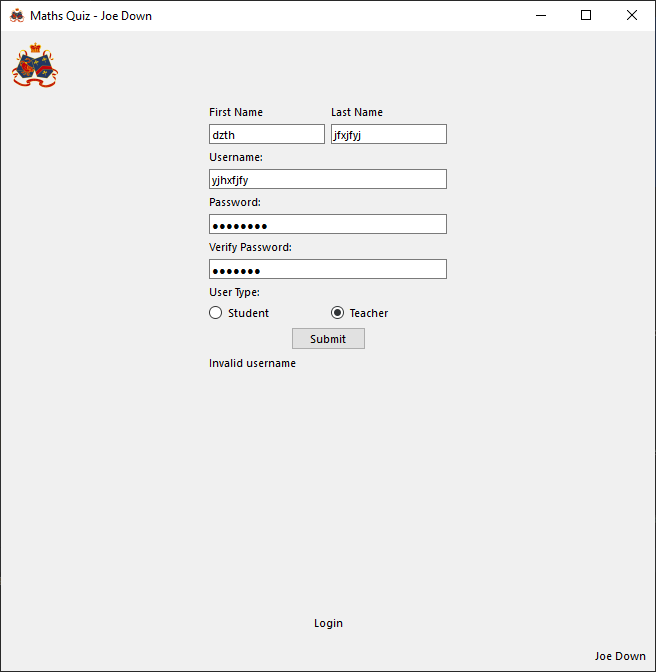 Maths Quiz - Joe Down
First Name Last Name
dzth jfxjfyj
Username:
yjhxfjfy
Password:
●●●●●●●●
Verify Password:
●●●●●●●
User Type:
Student Teacher
Submit
Invalid username
Login
Joe Down